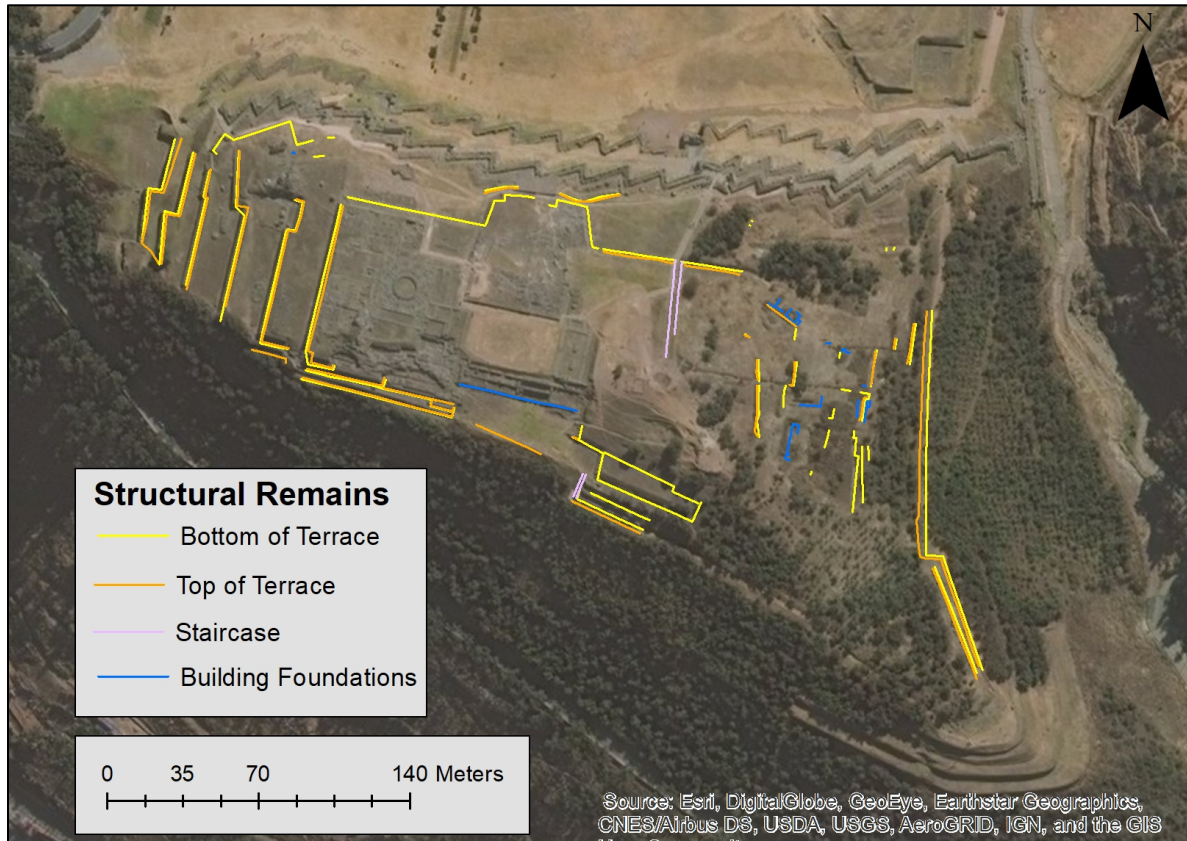 N
Structural Remains
Bottom of Terrace
Top of Terrace
Staircase
Building Foundations
0 35 70 140 Meters
Source: Esri, DigitalGlobe, GeoEye, Earthstar Geographics,
CNES/Airbus DS, USDA, USGS, AeroGRID, IGN, and the GIS